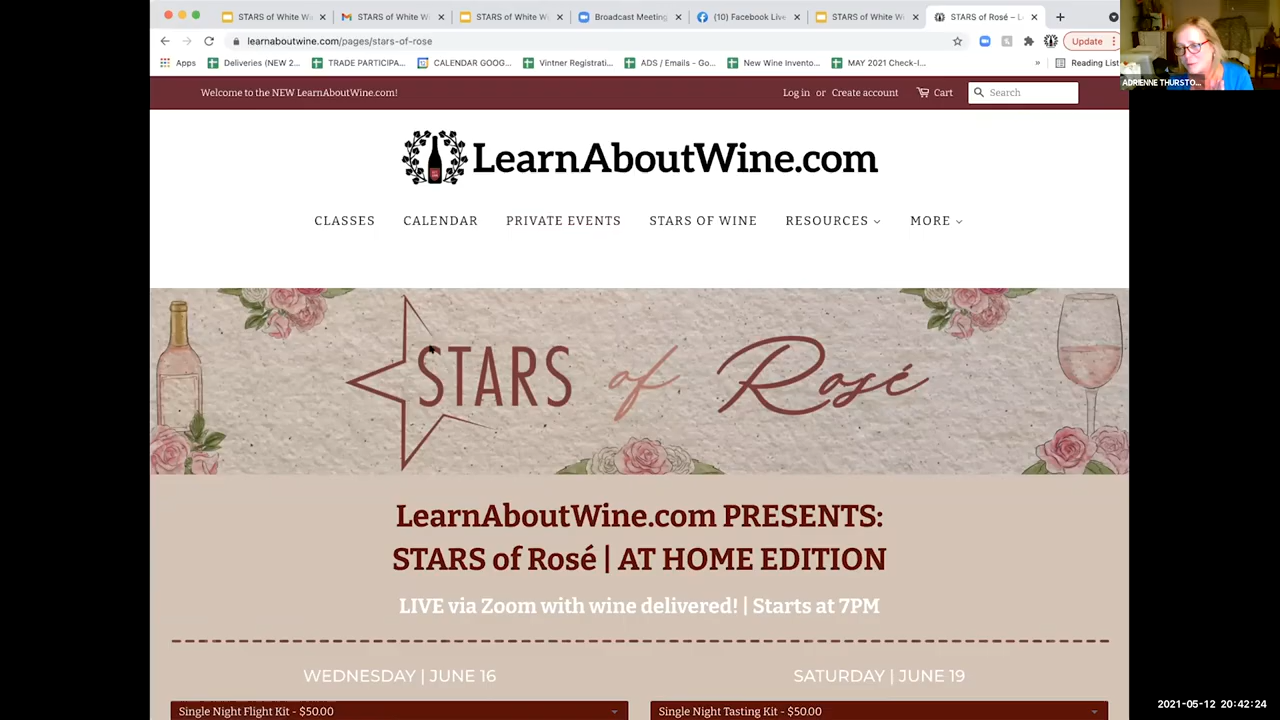 STARS of White Wi
STARS of White Wi
STARS of White W
Broadcast Meeting
(10) Facebook Live
STARS of White Wi
STARS of Rosé – L
learnaboutwine.com/pages/stars-of-rose
Update
Apps
Deliveries (NEW 2...
TRADE PARTICIPA...
CALENDAR GOOG...
Vintner Registrati...
ADS / Emails - Go...
New Wine Invento...
MAY 2021 Check-I...
»
Reading List
ADRIENNE THURSTO...
Welcome to the NEW LearnAboutWine.com!
Log in or Create account
Cart
Search
LearnAboutWine.com
CLASSES
CALENDAR
PRIVATE EVENTS
STARS OF WINE
RESOURCES
MORE
STARS of Rosé
LearnAboutWine.com PRESENTS:
STARS of Rosé | AT HOME EDITION
LIVE via Zoom with wine delivered! | Starts at 7PM
WEDNESDAY | JUNE 16
SATURDAY | JUNE 19
Single Night Flight Kit - $50.00
Single Night Tasting Kit - $50.00
2021-05-12 20:42:24